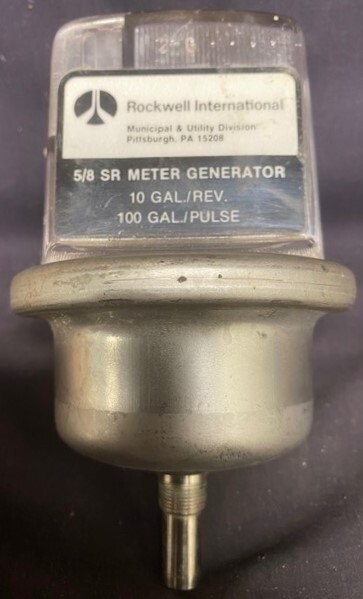 Rockwell International
Municipal & Utility Division
Pittsburgh, PA 15208
5/8 SR METER GENERATOR
10 GAL./REV.
100 GAL./PULSE